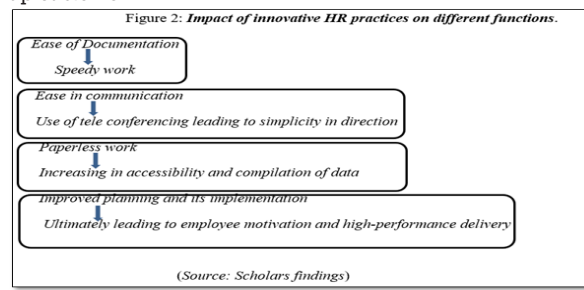 Figure 2: Impact of innovative HR practices on different functions.
Ease of Documentation
Speedy work
Ease in communication
Use of tele conferencing leading to simplicity in direction
Paperless work
Increasing in accessibility and compilation of data
Improved planning and its implementation
Ultimately leading to employee motivation and high-performance delivery
(Source: Scholars findings)